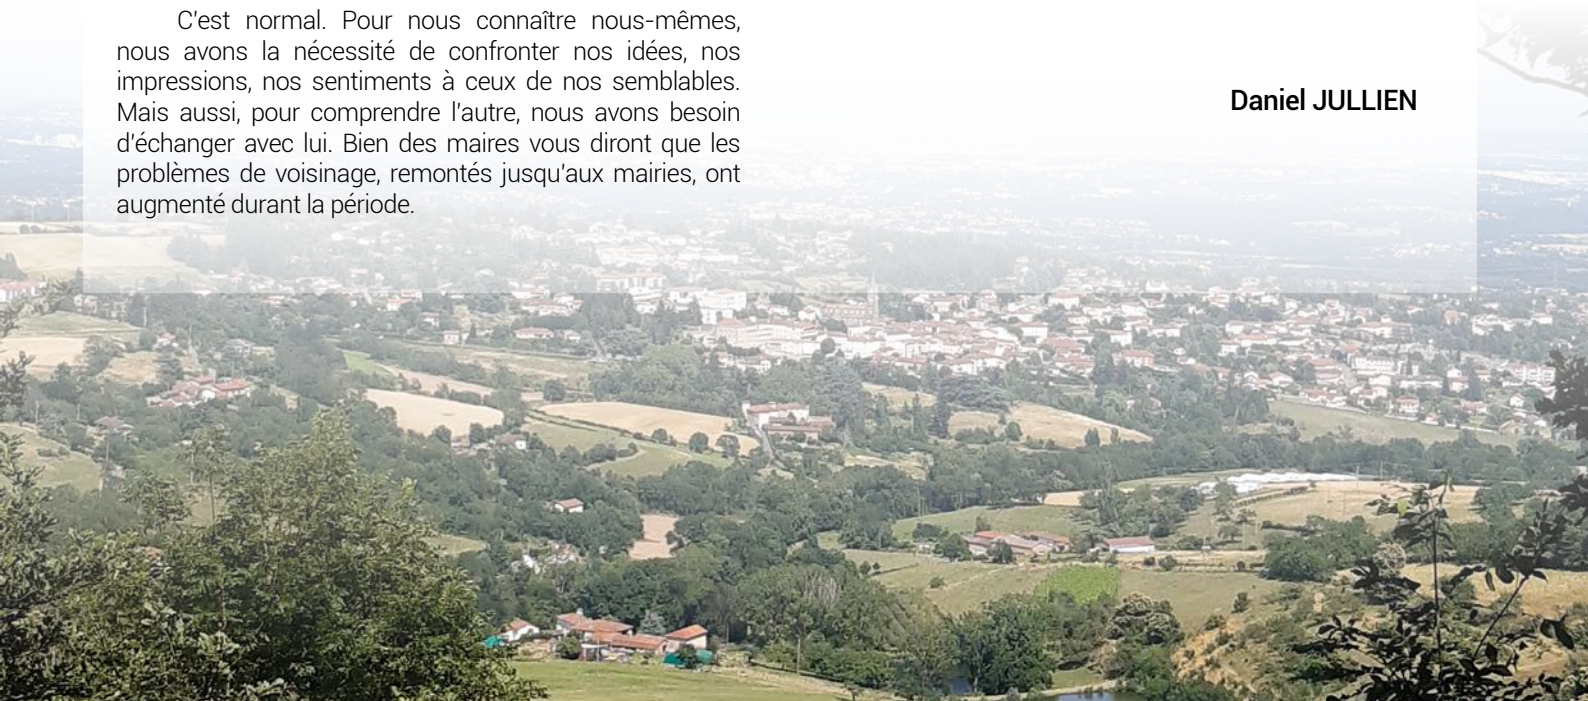 C'est normal. Pour nous connaître nous-mêmes,
nous avons la nécessité de confronter nos idées, nos
impressions, nos sentiments à ceux de nos semblables.
Mais aussi, pour comprendre l'autre, nous avons besoin
d'échanger avec lui. Bien des maires vous diront que les
problèmes de voisinage, remontés jusqu'aux mairies, ont
augmenté durant la période.
Daniel JULLIEN